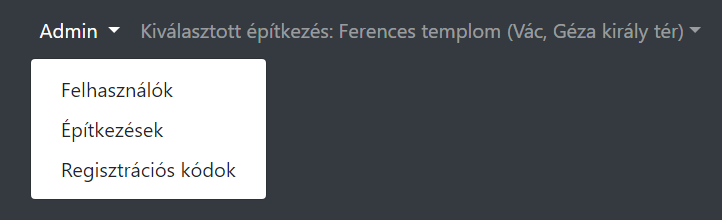 Admin Kiválasztott építkezés: Ferences templom (Vác, Géza király tér)
Felhasználók
Építkezések
Regisztrációs kódok